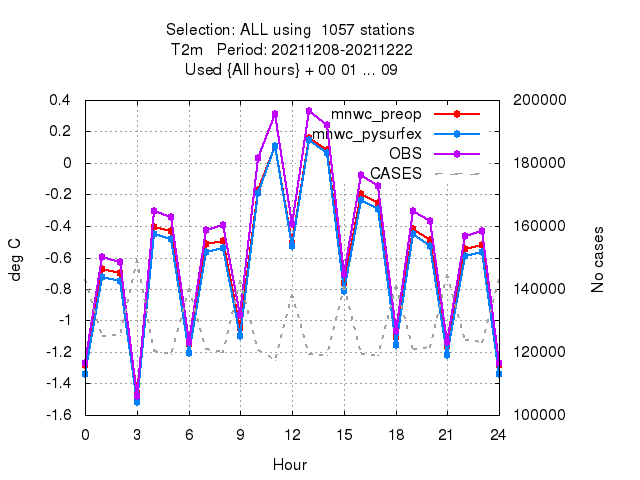 Selection: ALL using  1057 stations
T2m   Period: 20211208-20211222
Used {All hours} + 00 01 ... 09
0.4
0.2
0
-0.2
-0.4
-0.6
-0.8
-1
-1.2
-1.4
-1.6
deg C
mnwc_preop
mnwc_pysurfex
OBS
CASES
200000
180000
160000
140000
120000
100000
No cases
0 3 6 9 12 15 18 21 24
Hour